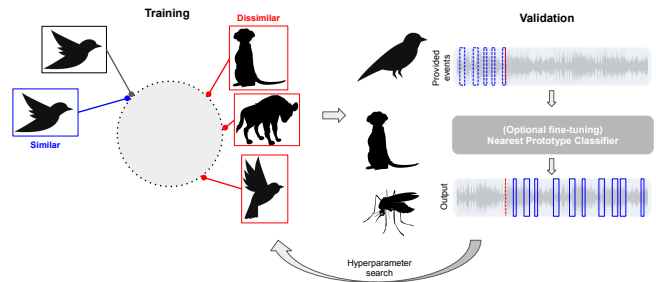 Training
Dissimilar
Similar
Validation
Provided
events
(Optional fine-tuning)
Nearest Prototype Classifier
Output
Hyperparameter
search